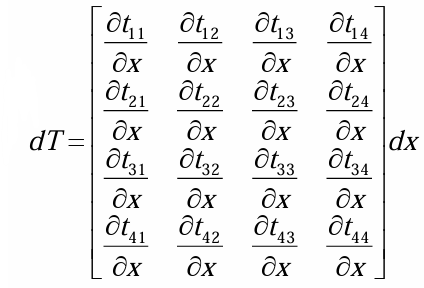 dT = [ ∂t₁₁/∂x ∂t₁₂/∂x ∂t₁₃/∂x ∂t₁₄/∂x
∂t₂₁/∂x ∂t₂₂/∂x ∂t₂₃/∂x ∂t₂₄/∂x
∂t₃₁/∂x ∂t₃₂/∂x ∂t₃₃/∂x ∂t₃₄/∂x
∂t₄₁/∂x ∂t₄₂/∂x ∂t₄₃/∂x ∂t₄₄/∂x ] dx